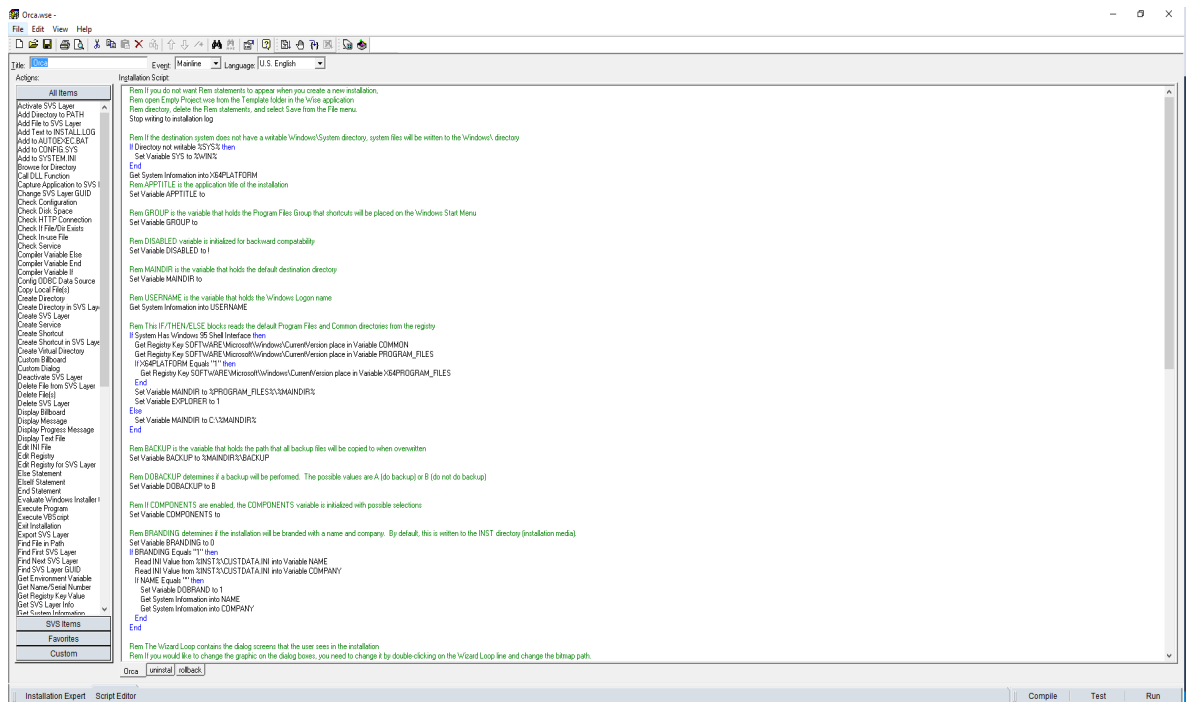 Orca.wse -
File Edit View Help
Title: Orca Event: Mainline Language: U.S. English
Actions: Installation Script:
All Items
Activate SVS Layer
Add Directory to PATH
Add File to SVS Layer
Add Text to INSTALL.LOG
Add to AUTOEXEC.BAT
Add to CONFIG.SYS
Add to SYSTEM.INI
Browse for Directory
Call DLL Function
Capture Application to SVS l
Change SVS Layer GUID
Check Configuration
Check Disk Space
Check HTTP Connection
Check If File/Dir Exists
Check In-use File
Check Service
Compiler Variable Else
Compiler Variable End
Compiler Variable If
Config ODBC Data Source
Copy Local File(s)
Create Directory
Create Directory in SVS Lay
Create SVS Layer
Create Service
Create Shortcut
Create Shortcut in SVS Laye
Create Virtual Directory
Custom Billboard
Custom Dialog
Deactivate SVS Layer
Delete File from SVS Layer
Delete File(s)
Delete SVS Layer
Display Billboard
Display Message
Display Progress Message
Display Text File
Edit INI File
Edit Registry
Edit Registry for SVS Layer
Else Statement
ElseIf Statement
End Statement
Evaluate Windows Installer
Execute Program
Execute VBScript
Exit Installation
Export SVS Layer
Find File in Path
Find First SVS Layer
Find Next SVS Layer
Find SVS Layer GUID
Get Environment Variable
Get Name/Serial Number
Get Registry Key Value
Get SVS Layer Info
Get System Information
SVS Items
Favorites
Custom
Rem If you do not want Rem statements to appear when you create a new installation,
Rem open Empty Project.wse from the Template folder in the Wise application
Rem directory, delete the Rem statements, and select Save from the File menu.
Stop writing to installation log
Rem If the destination system does not have a writable Windows\System directory, system files will be written to the Windows\ directory
If Directory not writable %SYS% then
Set Variable SYS to %WIN%
End
Get System Information into X64PLATFORM
Rem APPTITLE is the application title of the installation
Set Variable APPTITLE to
Rem GROUP is the variable that holds the Program Files Group that shortcuts will be placed on the Windows Start Menu
Set Variable GROUP to
Rem DISABLED variable is initialized for backward compatability
Set Variable DISABLED to !
Rem MAINDIR is the variable that holds the default destination directory
Set Variable MAINDIR to
Rem USERNAME is the variable that holds the Windows Logon name
Get System Information into USERNAME
Rem This IF/THEN/ELSE blocks reads the default Program Files and Common directories from the registry
If System Has Windows 95 Shell Interface then
Get Registry Key SOFTWARE\Microsoft\Windows\CurrentVersion place in Variable COMMON
Get Registry Key SOFTWARE\Microsoft\Windows\CurrentVersion place in Variable PROGRAM_FILES
If X64PLATFORM Equals "1" then
Get Registry Key SOFTWARE\Microsoft\Windows\CurrentVersion place in Variable X64PROGRAM_FILES
End
Set Variable MAINDIR to %PROGRAM_FILES%\%MAINDIR%
Set Variable EXPLORER to 1
Else
Set Variable MAINDIR to C:\%MAINDIR%
End
Rem BACKUP is the variable that holds the path that all backup files will be copied to when overwritten
Set Variable BACKUP to %MAINDIR%\BACKUP
Rem DOBACKUP determines if a backup will be performed. The possible values are A (do backup) or B (do not do backup)
Set Variable DOBACKUP to B
Rem If COMPONENTS are enabled, the COMPONENTS variable is initialized with possible selections
Set Variable COMPONENTS to
Rem BRANDING determines if the installation will be branded with a name and company. By default, this is written to the INST directory (installation media).
Set Variable BRANDING to 0
If BRANDING Equals "1" then
Read INI Value from %INST%\CUSTDATA.INI into Variable NAME
Read INI Value from %INST%\CUSTDATA.INI into Variable COMPANY
If NAME Equals "" then
Set Variable DOBRAND to 1
Get System Information into NAME
Get System Information into COMPANY
End
End
Rem The Wizard Loop contains the dialog screens that the user sees in the installation
Rem If you would like to change the graphic on the dialog boxes, you need to change it by double-clicking on the Wizard Loop line and change the bitmap path.
Orca uninstal rollback
Installation Expert Script Editor Compile Test Run